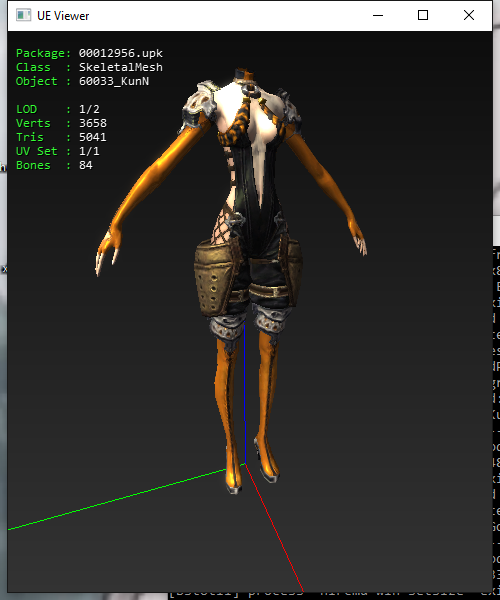 UE Viewer
Package: 00012956.upk
Class : SkeletalMesh
Object : 60033_KunN
LOD : 1/2
Verts : 3658
Tris : 5041
UV Set : 1/1
Bones : 84